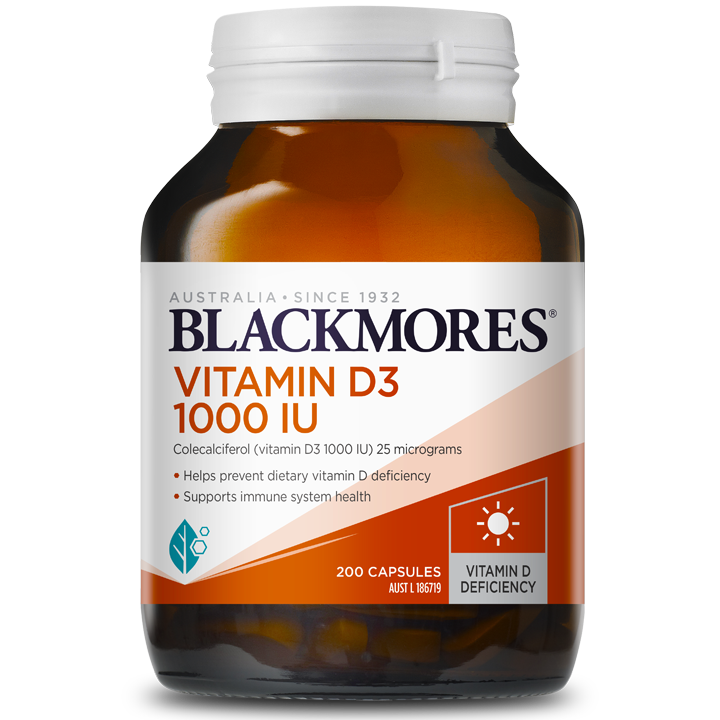 AUSTRALIA • SINCE 1932
BLACKMORES®
VITAMIN D3
1000 IU
Colecalciferol (vitamin D3 1000 IU) 25 micrograms
• Helps prevent dietary vitamin D deficiency
• Supports immune system health
200 CAPSULES
AUST L 186719
VITAMIN D
DEFICIENCY